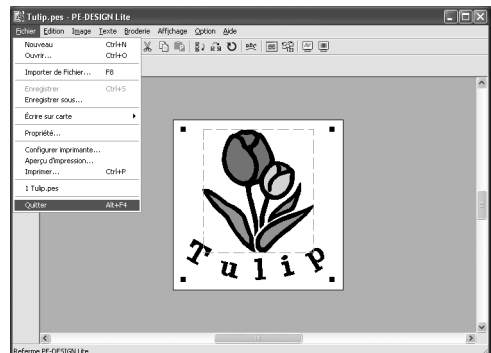 Tulip.pes - PE-DESIGN Lite
Fichier Edition Image Texte Broderie Affichage Option Aide
Nouveau Ctrl+N
Ouvrir... Ctrl+O
Importer de Fichier... F8
Enregistrer Ctrl+S
Enregistrer sous...
Écrire sur carte
Propriété...
Configurer imprimante...
Aperçu d'impression...
Imprimer... Ctrl+P
1 Tulip.pes
Quitter Alt+F4
Tulip
Referme PE-DESIGN Lite